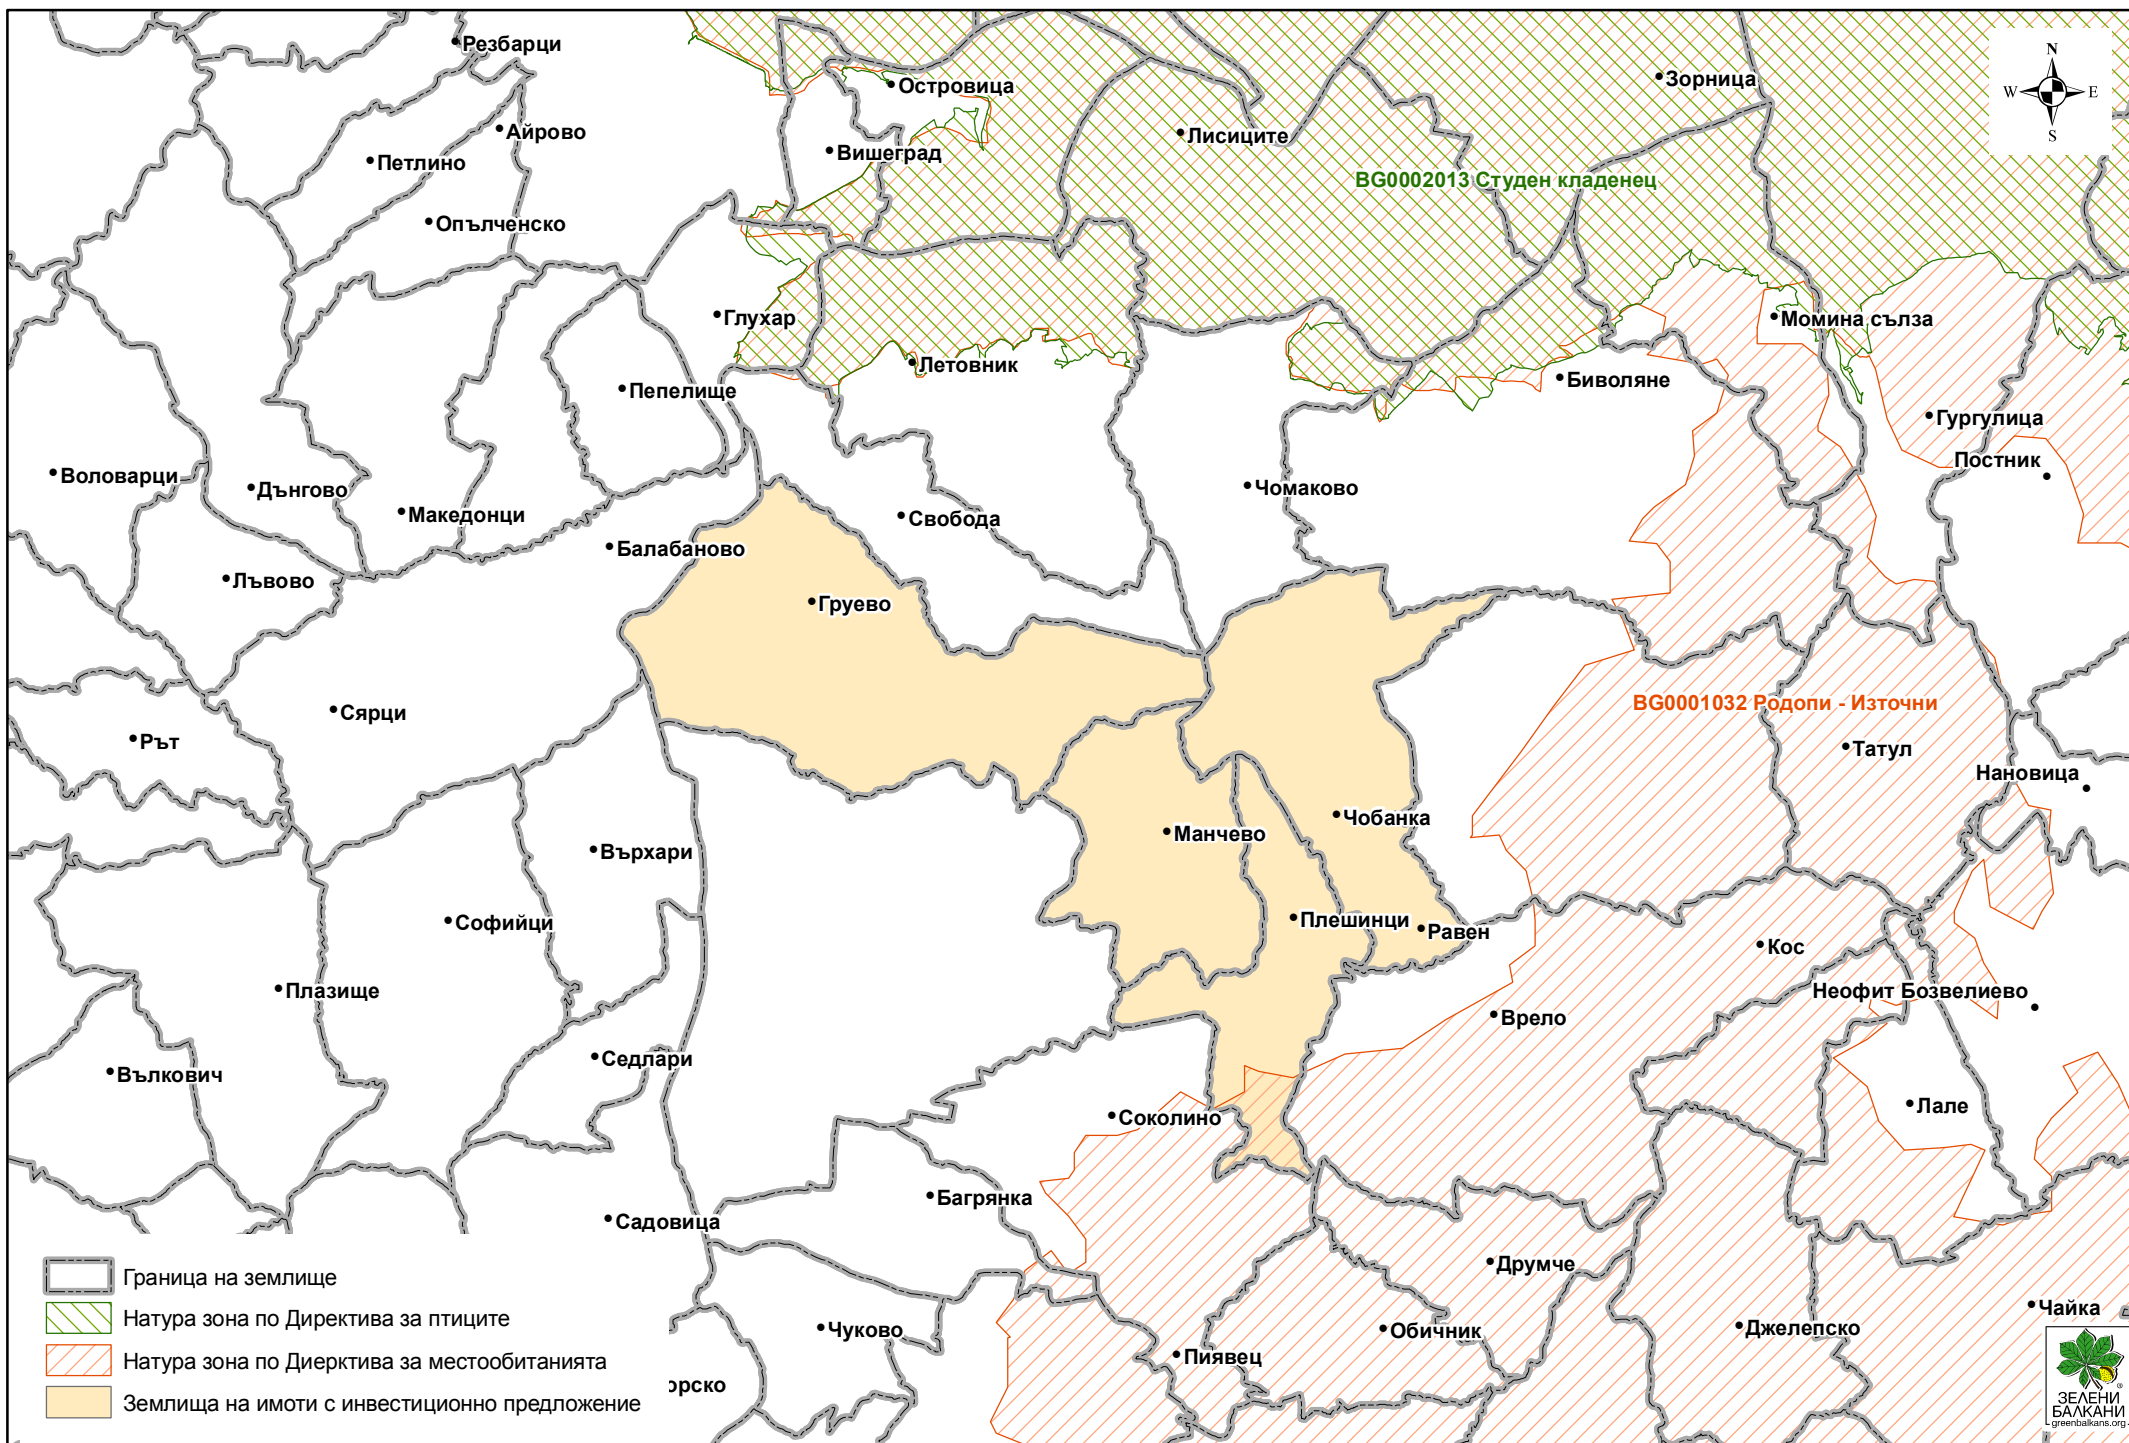 Резбарци
Островица
Зорница
N
W
E
S
Айрово
Лисиците
Вишеград
Петлино
BG0002013 Студен кладенец
Опълченско
Глухар
Момина сълза
Летовник
Биволяне
Пепелище
Гургулица
Постник
Воловарци
Дънгово
Чомаково
Македонци
Свобода
Балабаново
Лъвово
Груево
BG0001032 Родопи - Източни
Сярци
Рът
Татул
Нановица
Чобанка
Манчево
Върхари
Софийци
Плешинци
Равен
Кос
Плазище
Неофит Бозвелиево
Врело
Седлари
Вълкович
Лале
Соколино
Багрянка
Садовица
Друмче
Граница на землище
Натура зона по Директива за птиците
Чайка
Чуково
Обичник
Джелепско
Пиявец
Натура зона по Диерктива за местообитанията
орско
Землища на имоти с инвестиционно предложение
ЗЕЛЕНИ
БАЛКАНИ
greenbalkans.org